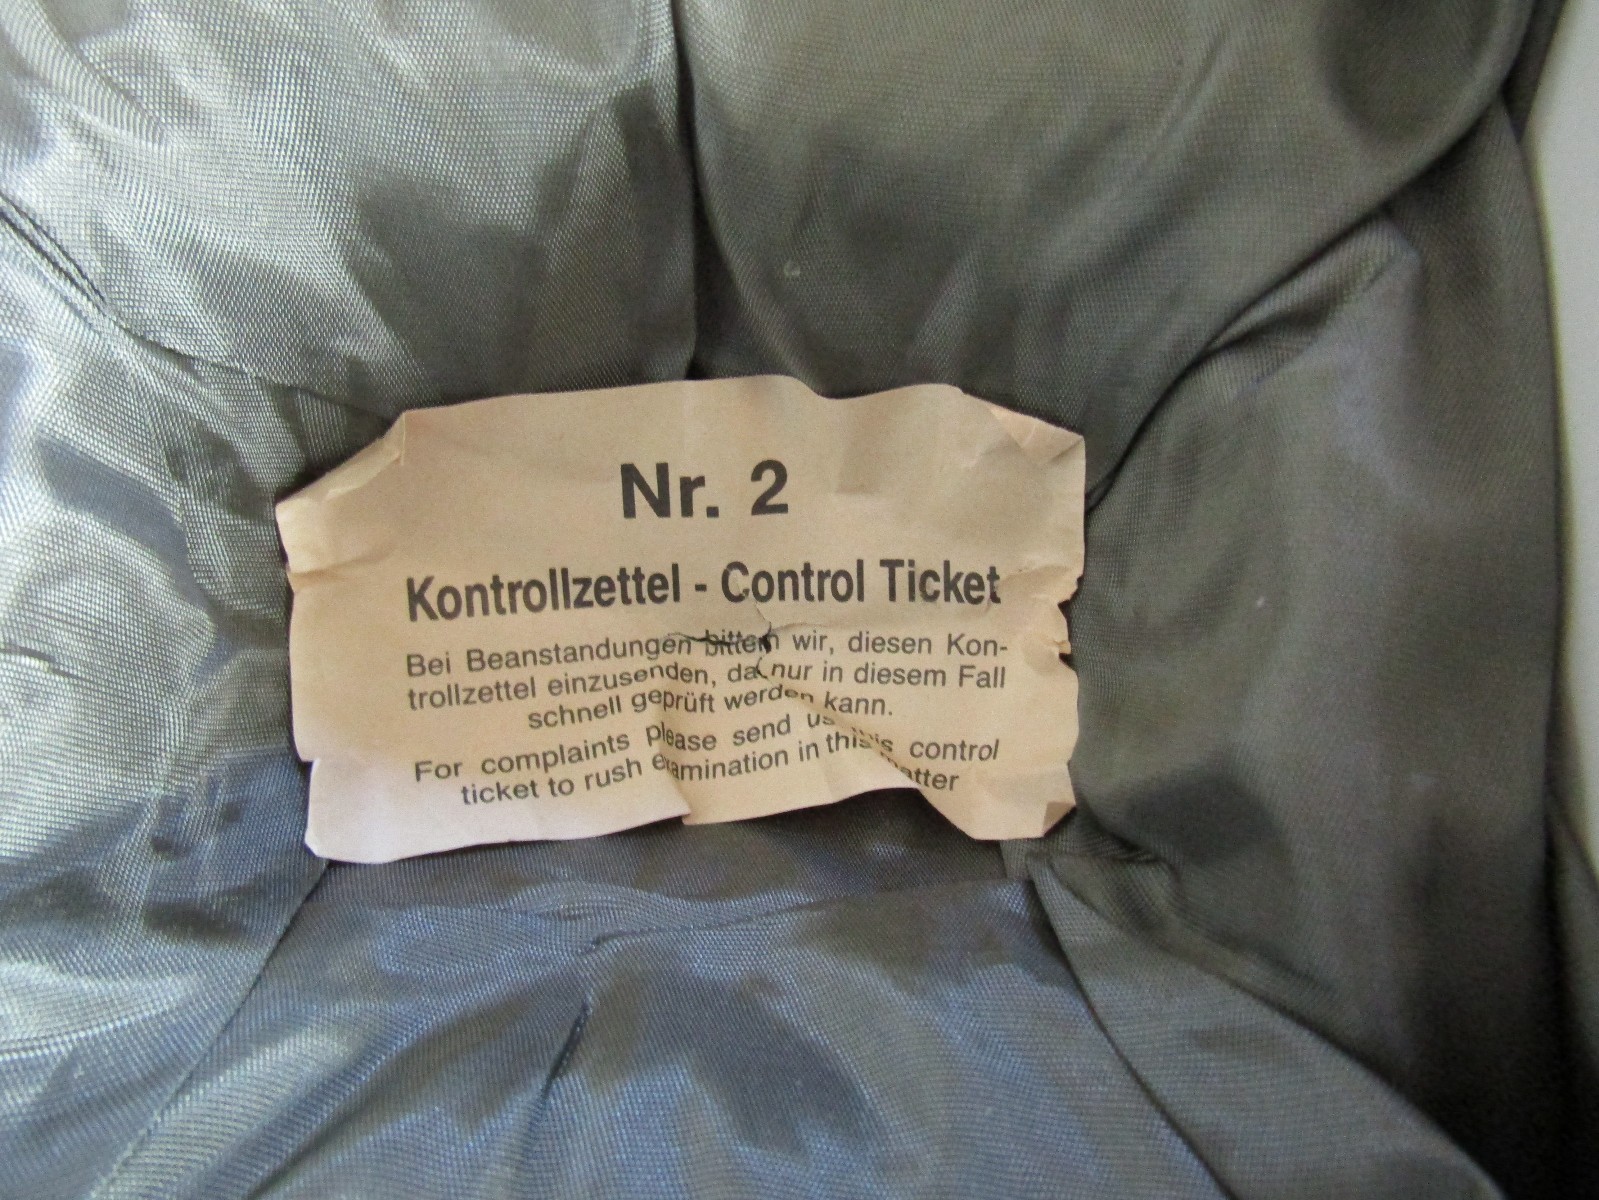 Nr. 2
Kontrollzettel - Control Ticket
Bei Beanstandungen bitten wir, diesen Kon-
trollzettel einzusenden, da nur in diesem Fall
schnell geprüft werden kann.
For complaints please send us this control
ticket to rush examination in this matter